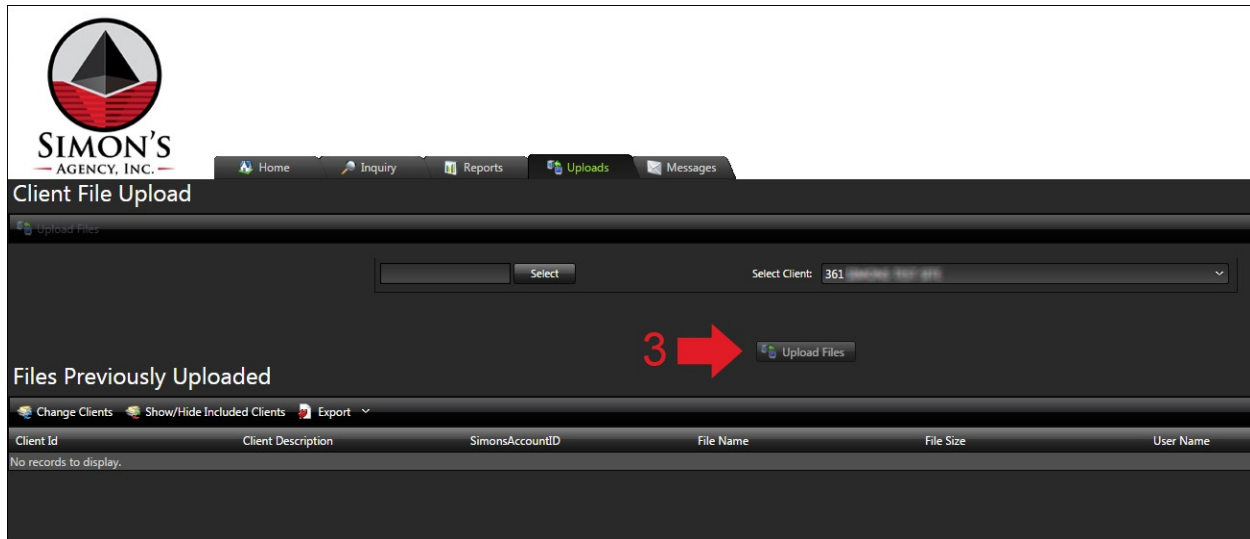 SIMON'S
AGENCY, INC.
Home Inquiry Reports Uploads Messages
Client File Upload
Upload Files
Select Select Client: 361
3 Upload Files
Files Previously Uploaded
Change Clients Show/Hide Included Clients Export
Client Id Client Description SimonsAccountID File Name File Size User Name
No records to display.